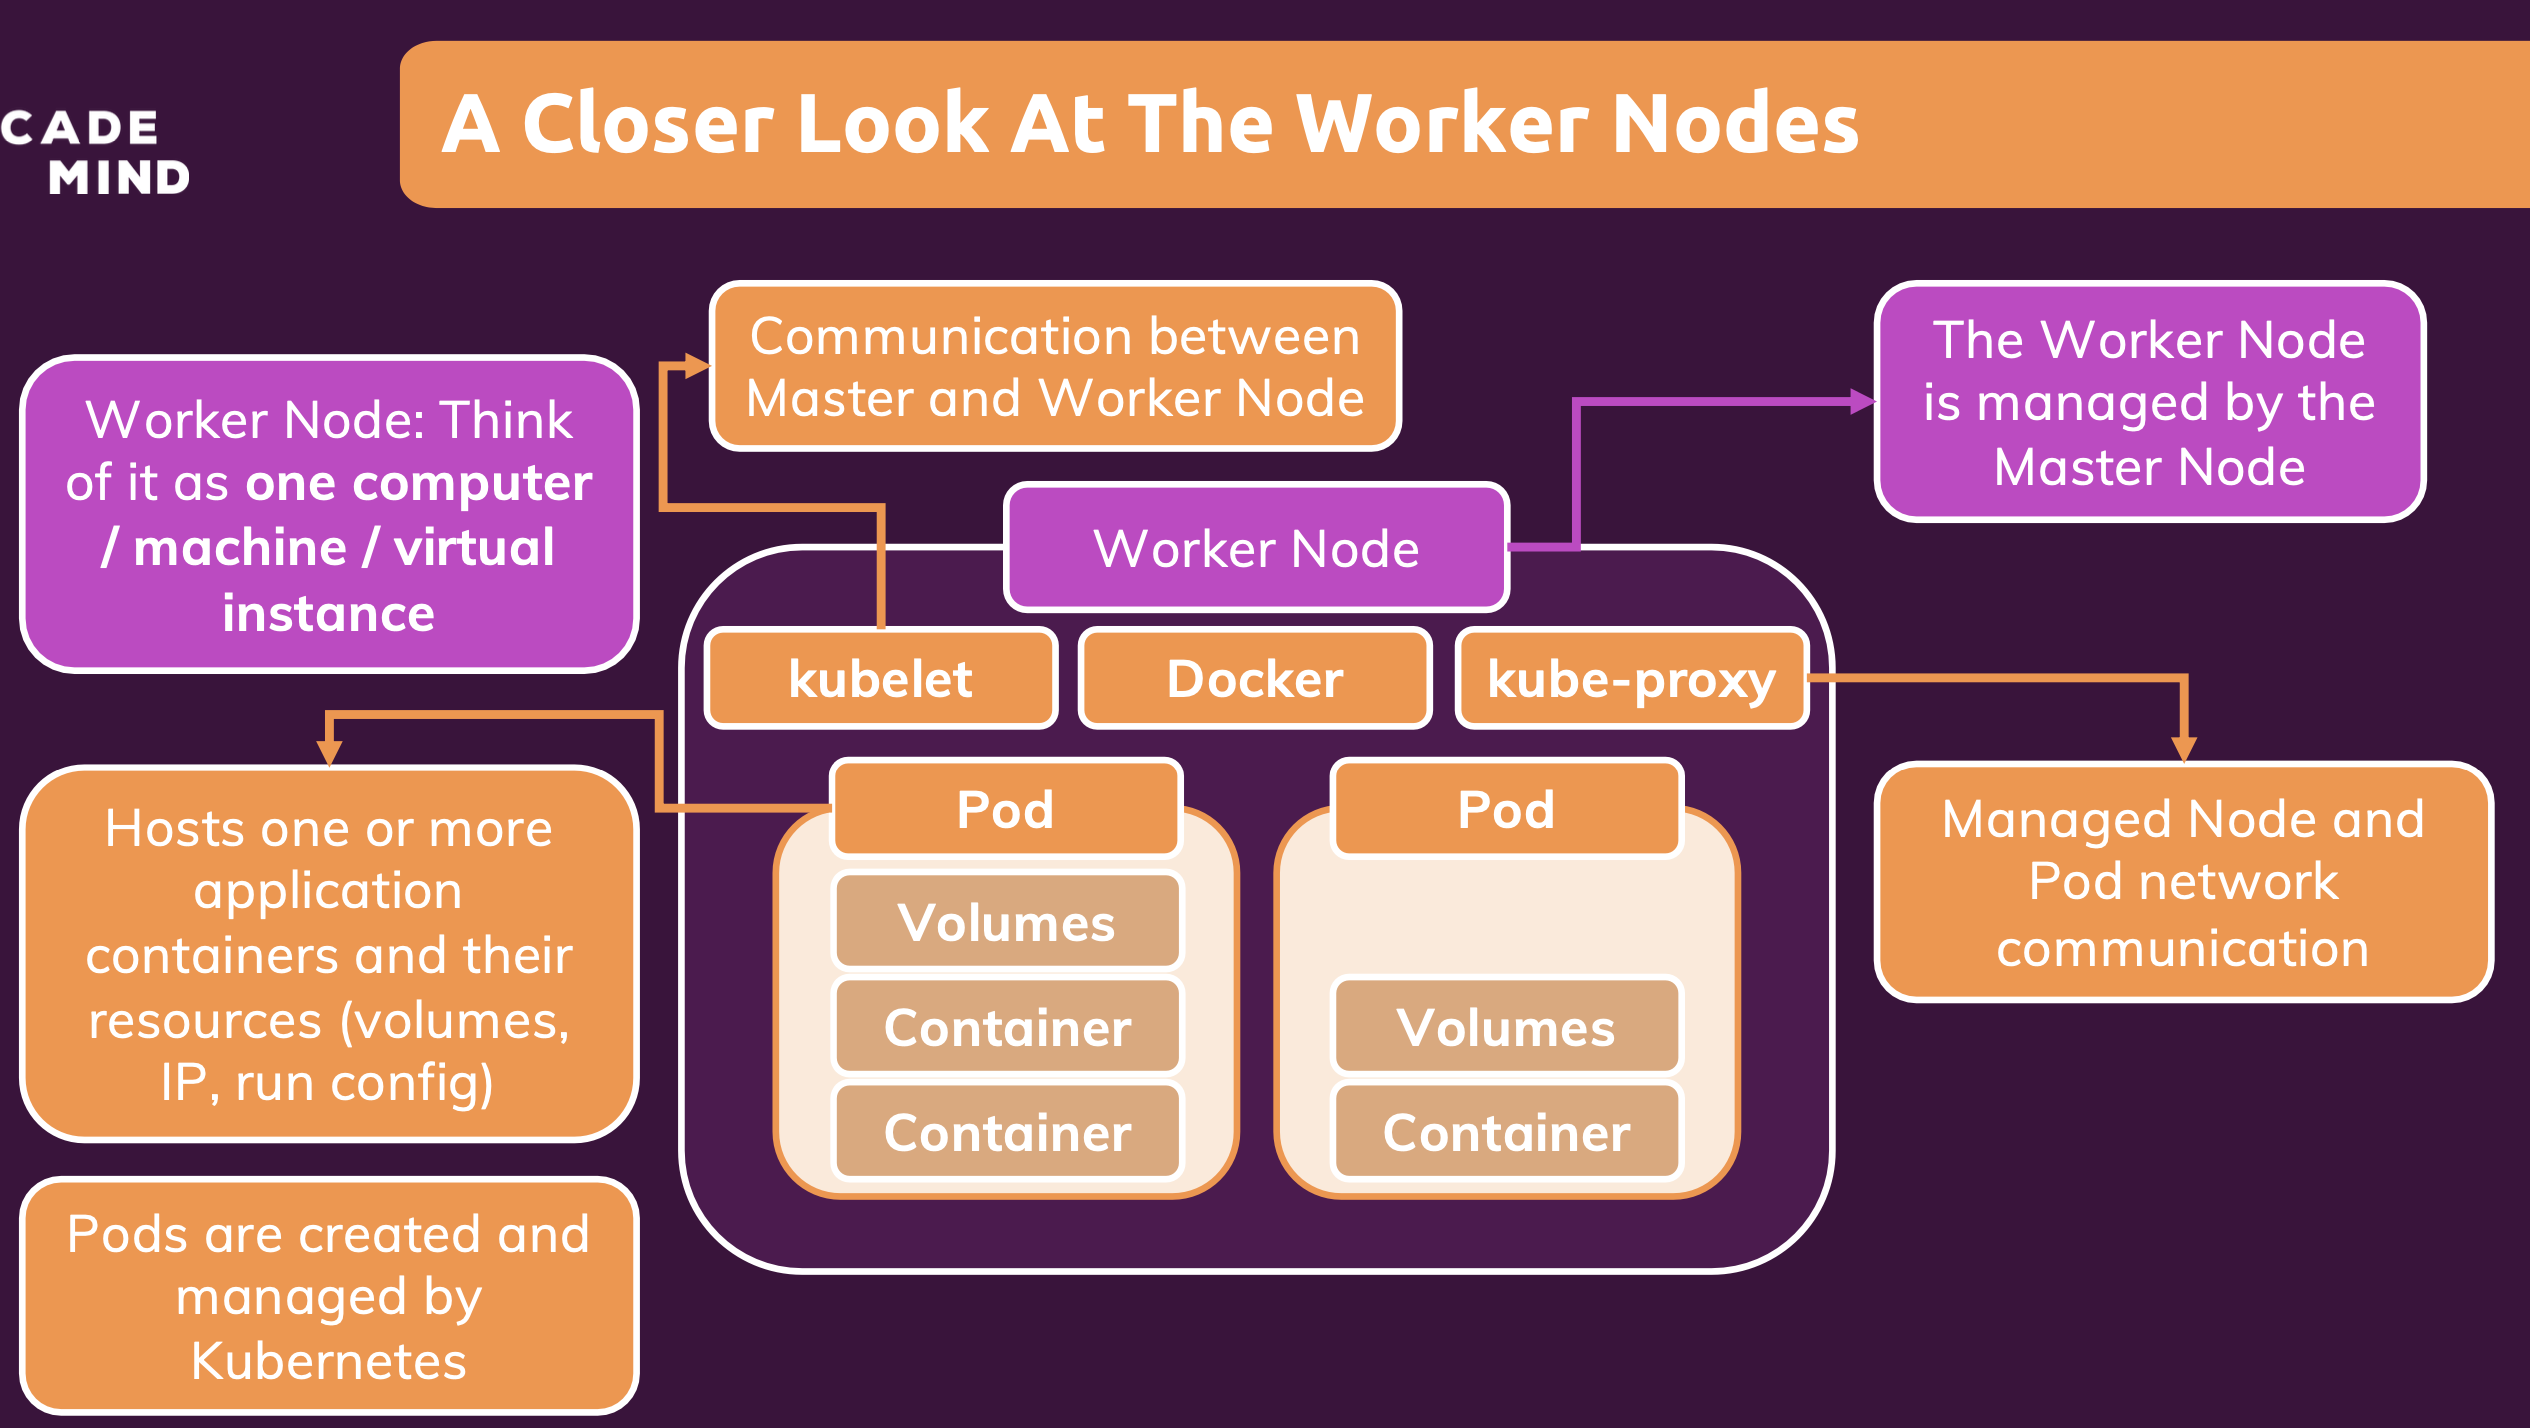 CADE
MIND
A Closer Look At The Worker Nodes
Communication between
Master and Worker Node
The Worker Node
is managed by the
Master Node
Worker Node: Think
of it as one computer
/ machine / virtual
instance
Worker Node
kubelet
Docker
kube-proxy
Hosts one or more
application
containers and their
resources (volumes,
IP, run config)
Pod
Volumes
Container
Container
Pod
Volumes
Container
Managed Node and
Pod network
communication
Pods are created and
managed by
Kubernetes